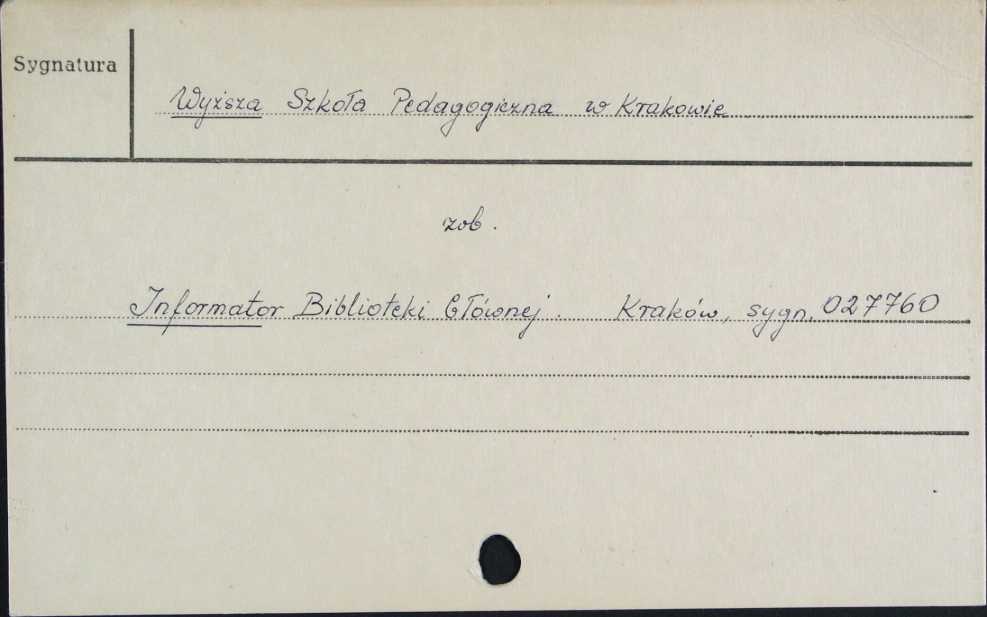 Sygnatura
Wyższa Szkoła Pedagogiczna w Krakowie
zob.
Informator Biblioteki Głównej. Kraków, sygn. 027760